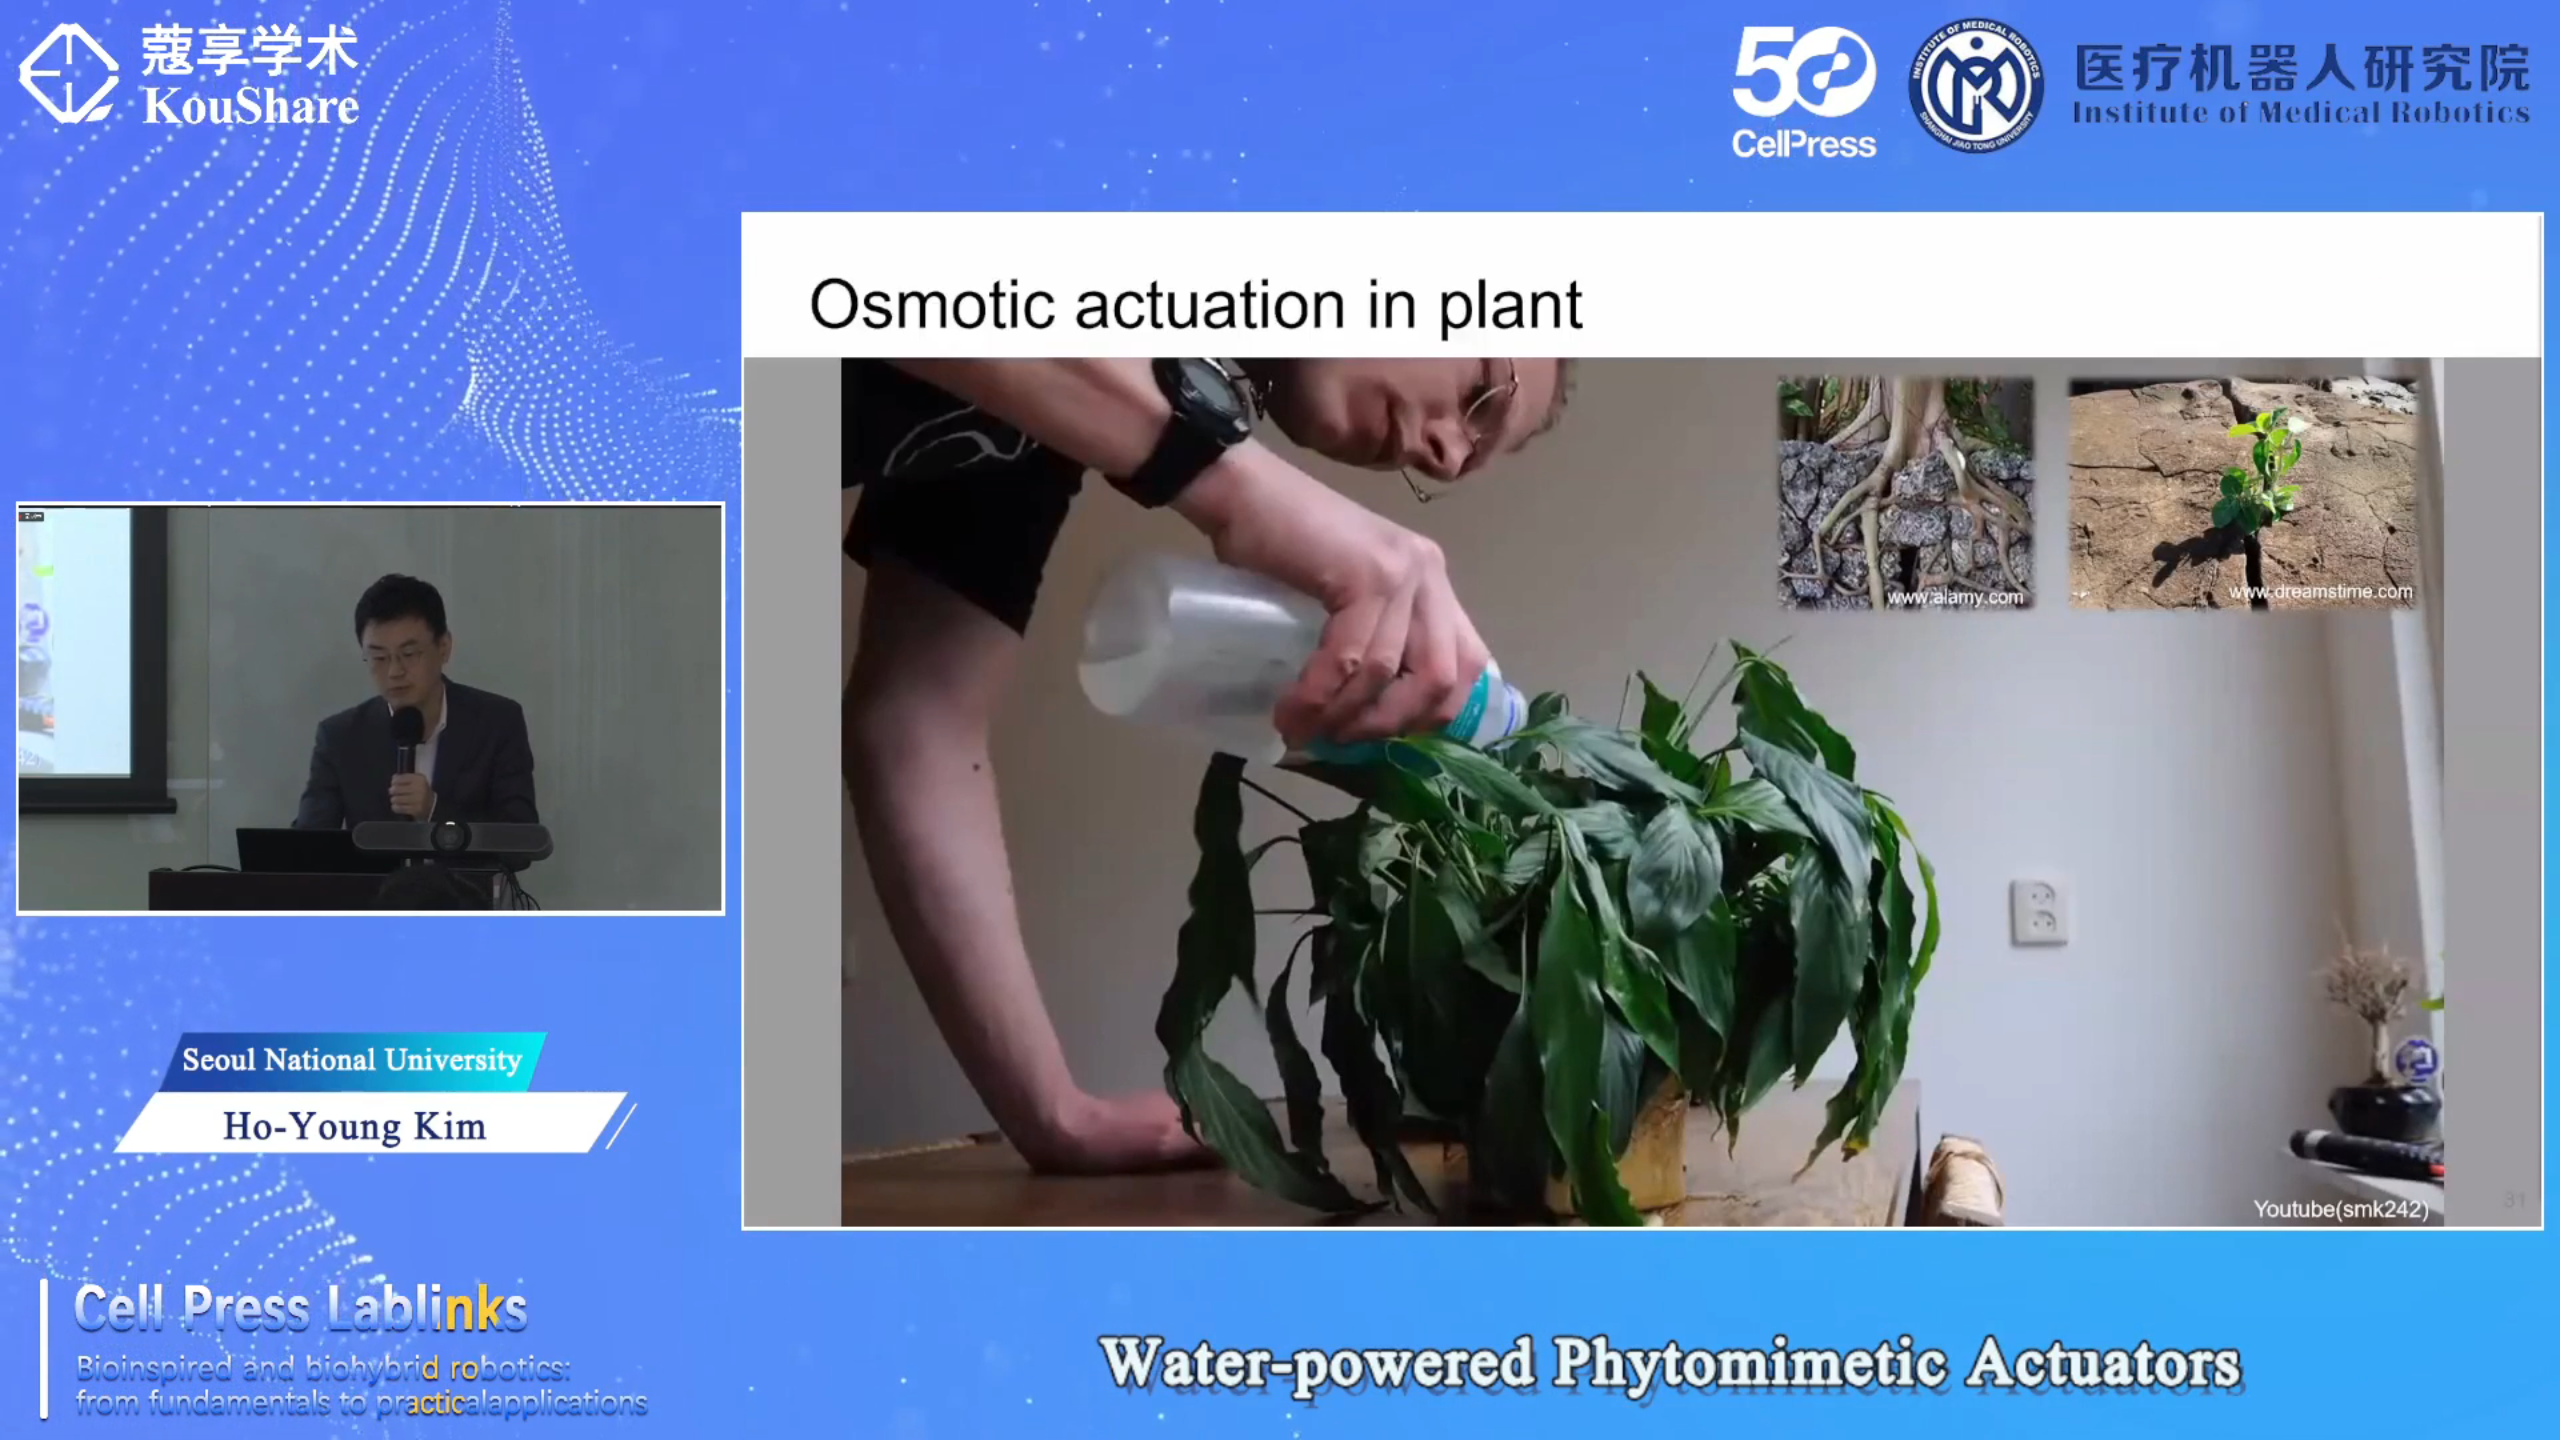 蔻享学术
KouShare
50
CellPress
INSTITUTE OF MEDICAL ROBOTICS
SHANGHAI JIAO TONG UNIVERSITY
医疗机器人研究院
Institute of Medical Robotics
Osmotic actuation in plant
www.alamy.com
www.dreamstime.com
Youtube(smk242)
31
Seoul National University
Ho-Young Kim
Cell Press Lablinks
Bioinspired and biohybrid robotics:
from fundamentals to practicalapplications
Water-powered Phytomimetic Actuators